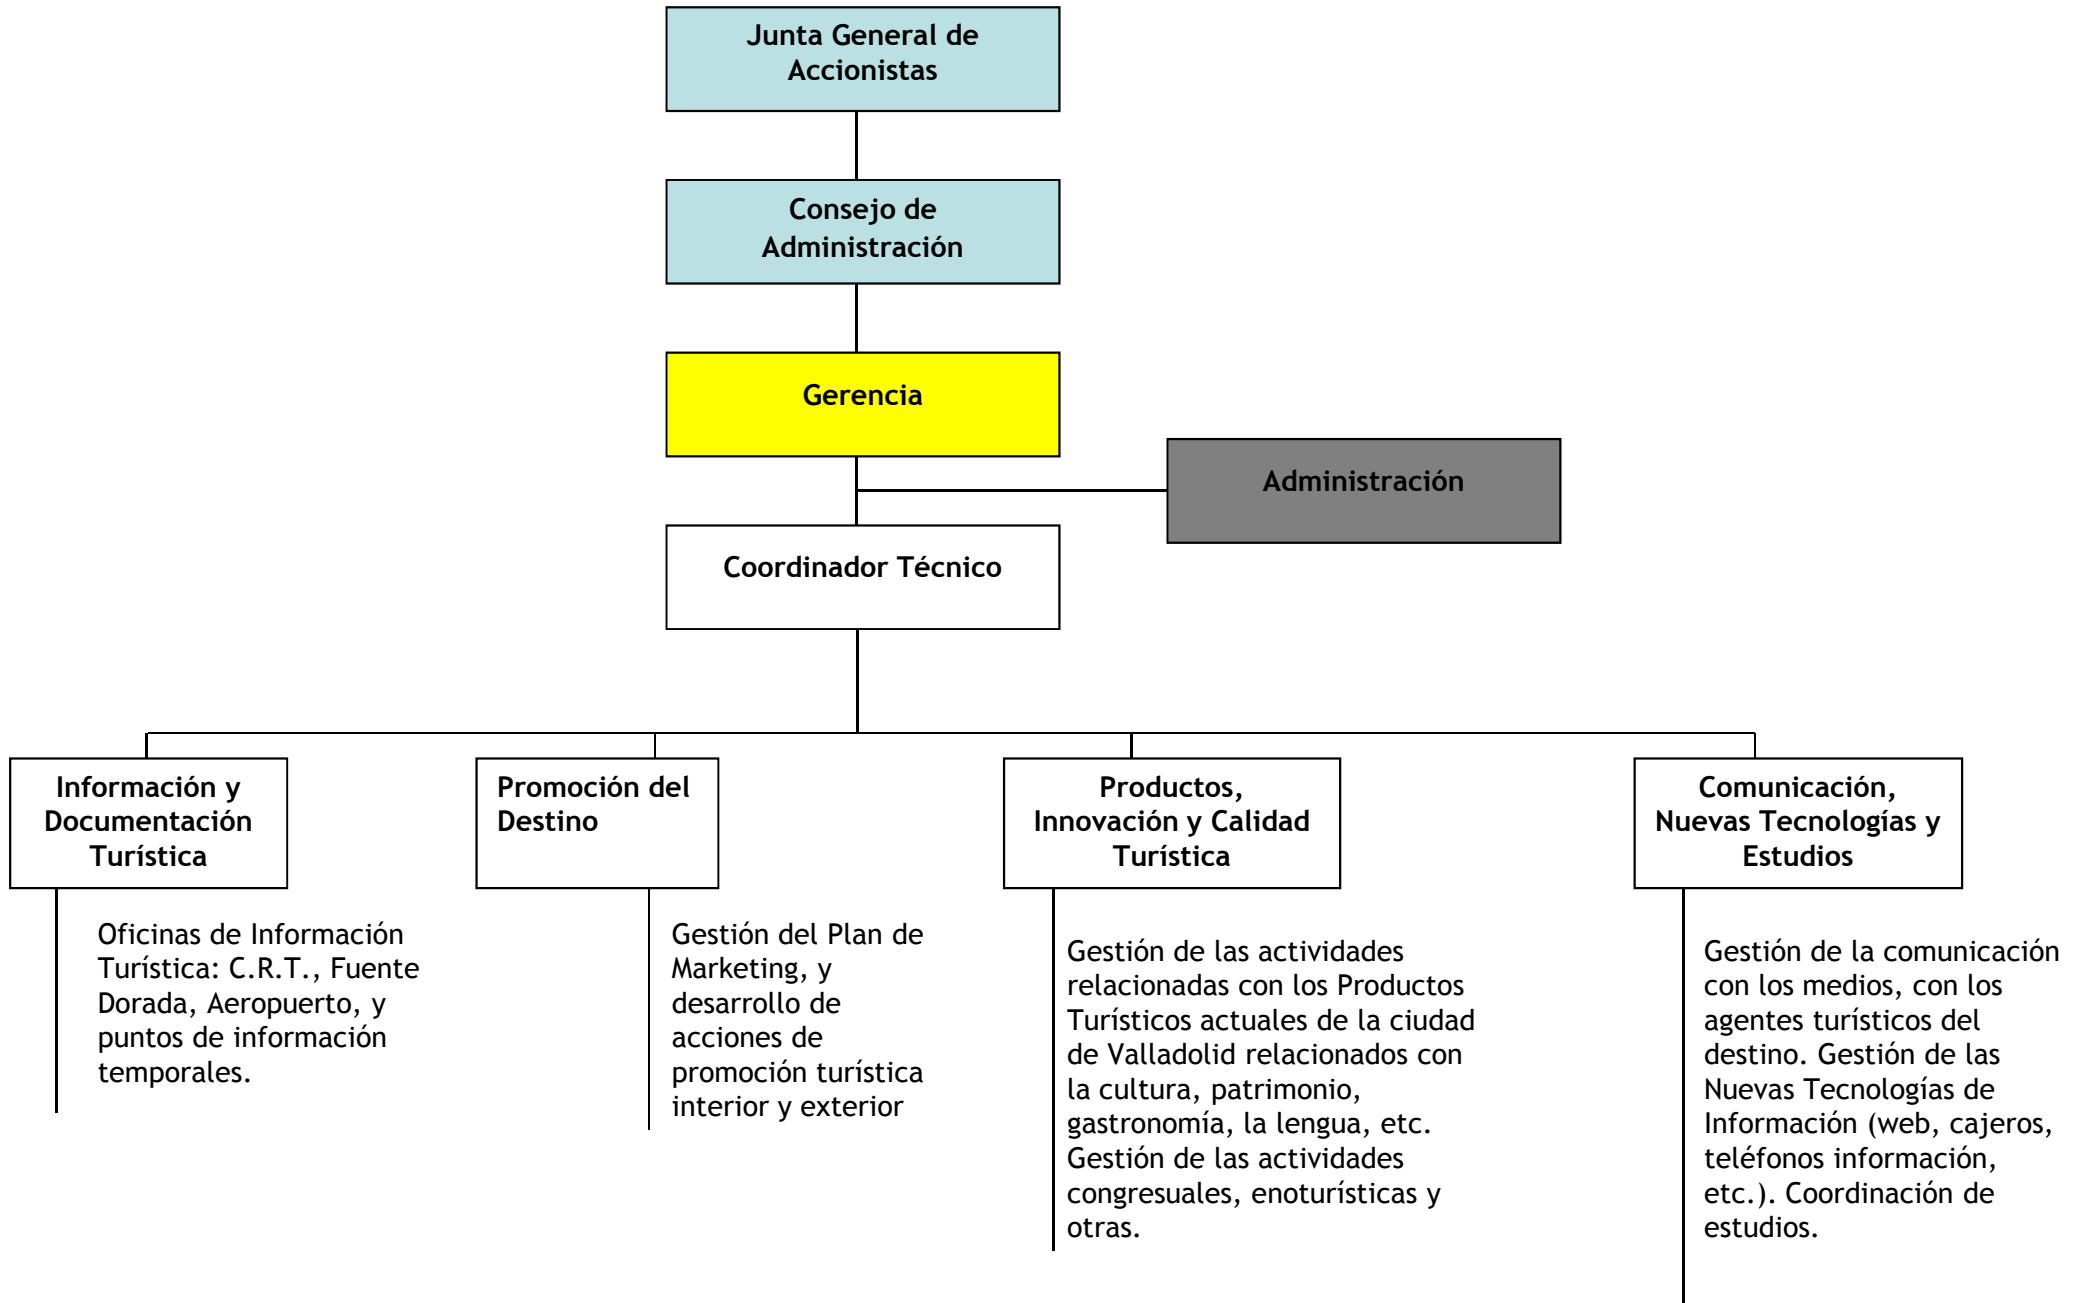 Junta General de
Accionistas
Consejo de
Administración
Gerencia
Administración
Coordinador Técnico
Información y
Documentación
Turística
Promoción del
Destino
Productos,
Innovación y Calidad
Turística
Comunicación,
Nuevas Tecnologías y
Estudios
Oficinas de Información
Turística: C.R.T., Fuente
Dorada, Aeropuerto, y
puntos de información
temporales.
Gestión del Plan de
Marketing, y
desarrollo de
acciones de
promoción turística
interior y exterior
Gestión de las actividades
relacionadas con los Productos
Turísticos actuales de la ciudad
de Valladolid relacionados con
la cultura, patrimonio,
gastronomía, la lengua, etc.
Gestión de las actividades
congresuales, enoturísticas y
otras.
Gestión de la comunicación
con los medios, con los
agentes turísticos del
destino. Gestión de las
Nuevas Tecnologías de
Información (web, cajeros,
teléfonos información,
etc.). Coordinación de
estudios.